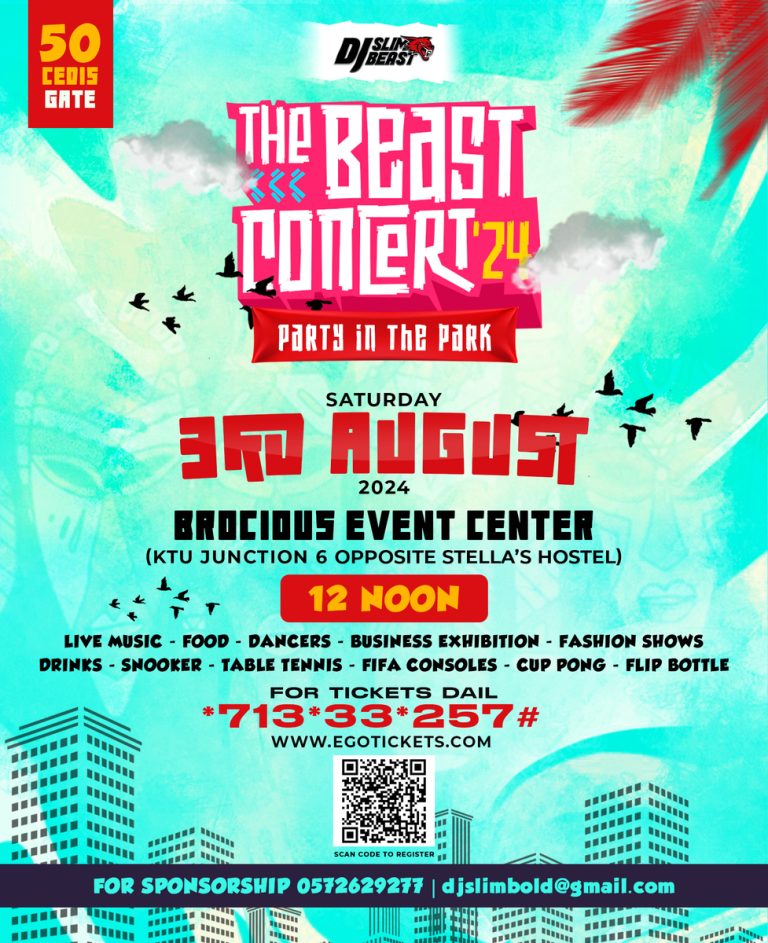 50
CEDIS
GATE
DJ SLIM
BEAST
THE BEAST
CONCERT '24
PARTY IN THE PARK
SATURDAY
3RD AUGUST
2024
BROCIOUS EVENT CENTER
(KTU JUNCTION 6 OPPOSITE STELLA'S HOSTEL)
12 NOON
LIVE MUSIC - FOOD - DANCERS - BUSINESS EXHIBITION - FASHION SHOWS
DRINKS - SNOOKER - TABLE TENNIS - FIFA CONSOLES - CUP PONG - FLIP BOTTLE
FOR TICKETS DAIL
*713*33*257#
WWW.EGOTICKETS.COM
SCAN CODE TO REGISTER
FOR SPONSORSHIP 0572629277 | djslimbold@gmail.com